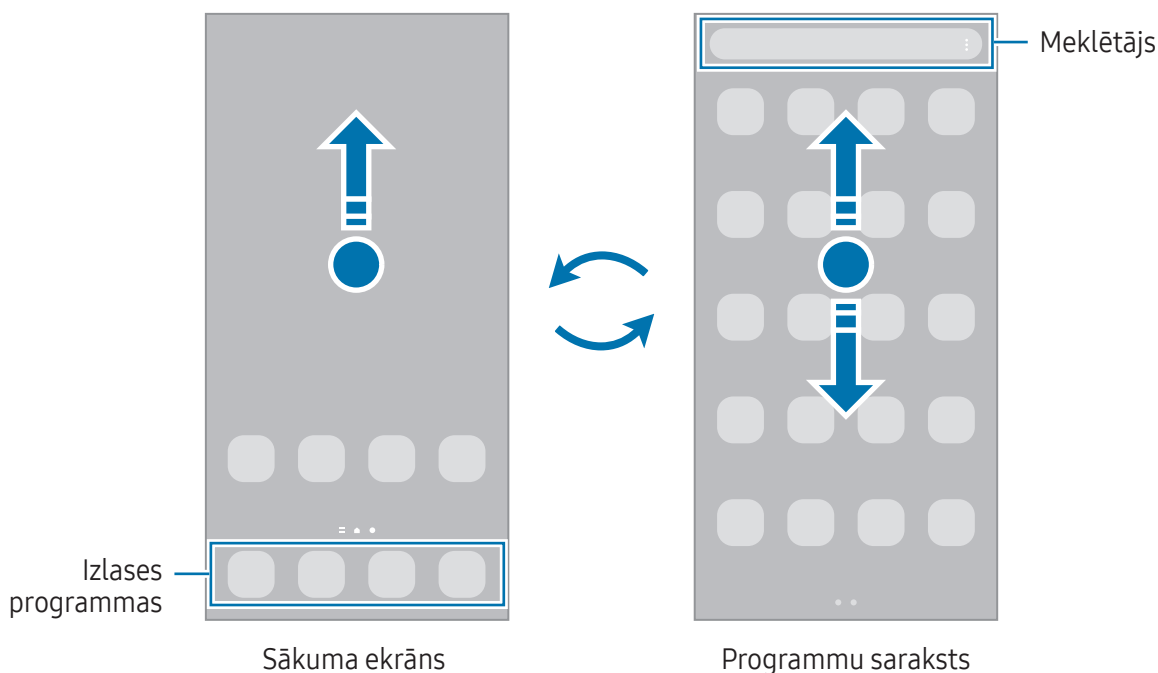 Meklētājs
Izlases
programmas
Sākuma ekrāns
Programmu saraksts